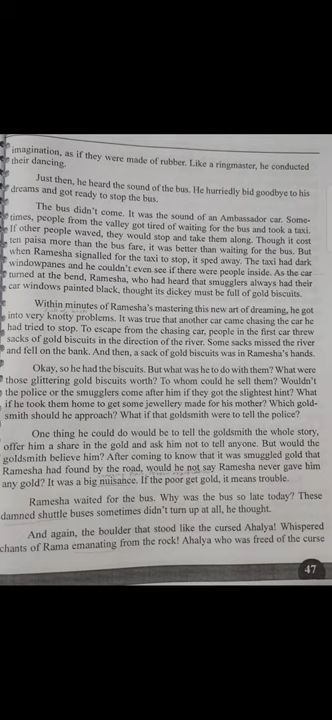 imagination, as if they were made of rubber. Like a ringmaster, he conducted
their dancing.
Just then, he heard the sound of the bus. He hurriedly bid goodbye to his
dreams and got ready to stop the bus.
The bus didn't come. It was the sound of an Ambassador car. Some-
times, people from the valley got tired of waiting for the bus and took a taxi.
If other people waved, they would stop and take them along. Though it cost
ten paisa more than the bus fare, it was better than waiting for the bus. But
when Ramesha signalled for the taxi to stop, it sped away. The taxi had dark
windowpanes and he couldn't even see if there were people inside. As the car
turned at the bend, Ramesha, who had heard that smugglers always had their
car windows painted black, thought its dickey must be full of gold biscuits.
Within minutes of Ramesha's mastering this new art of dreaming, he got
into very knotty problems. It was true that another car came chasing the car he
had tried to stop. To escape from the chasing car, people in the first car threw
sacks of gold biscuits in the direction of the river. Some sacks missed the river
and fell on the bank. And then, a sack of gold biscuits was in Ramesha's hands.
Okay, so he had the biscuits. But what was he to do with them? What were
those glittering gold biscuits worth? To whom could he sell them? Wouldn't
the police or the smugglers come after him if they got the slightest hint? What
if he took them home to get some jewellery made for his mother? Which gold-
smith should he approach? What if that goldsmith were to tell the police?
One thing he could do would be to tell the goldsmith the whole story,
offer him a share in the gold and ask him not to tell anyone. But would the
goldsmith believe him? After coming to know that it was smuggled gold that
Ramesha had found by the road, would he not say Ramesha never gave him
any gold? It was a big nuisance. If the poor get gold, it means trouble.
Ramesha waited for the bus. Why was the bus so late today? These
damned shuttle buses sometimes didn't turn up at all, he thought.
And again, the boulder that stood like the cursed Ahalya! Whispered
chants of Rama emanating from the rock! Ahalya who was freed of the curse
47